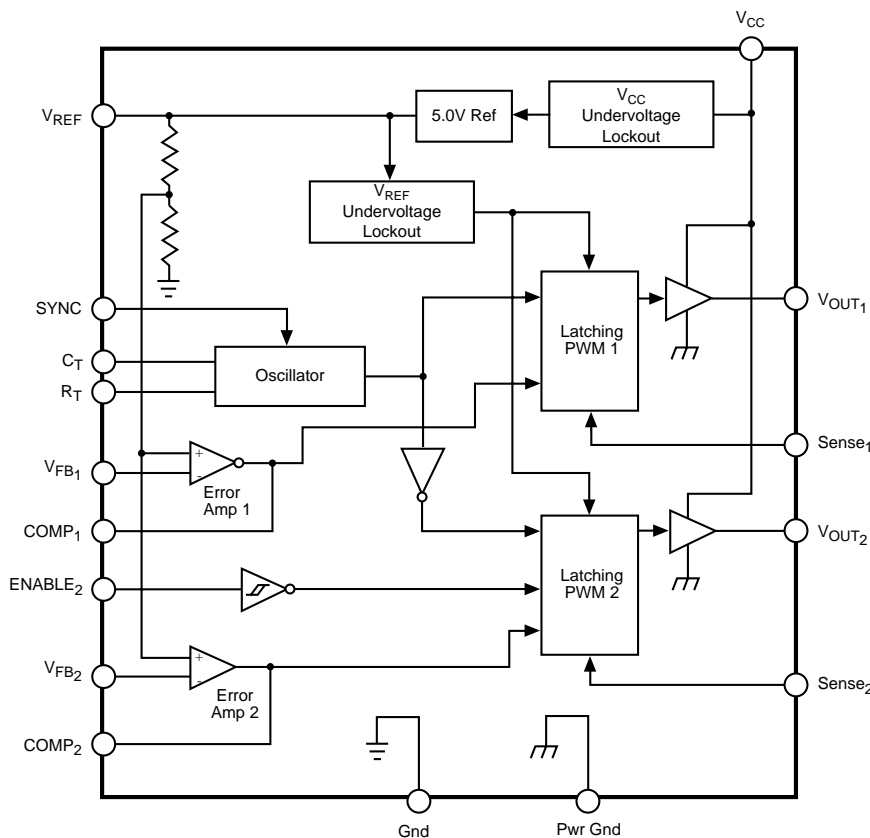 VCC
VREF
5.0V Ref
VCC
Undervoltage
Lockout
VREF
Undervoltage
Lockout
SYNC
VOUT1
Latching
PWM 1
CT
Oscillator
RT
Sense1
+
-
VFB1
Error
Amp 1
COMP1
VOUT2
ENABLE2
Latching
PWM 2
+
-
VFB2
Error
Amp 2
Sense2
COMP2
Gnd
Pwr Gnd